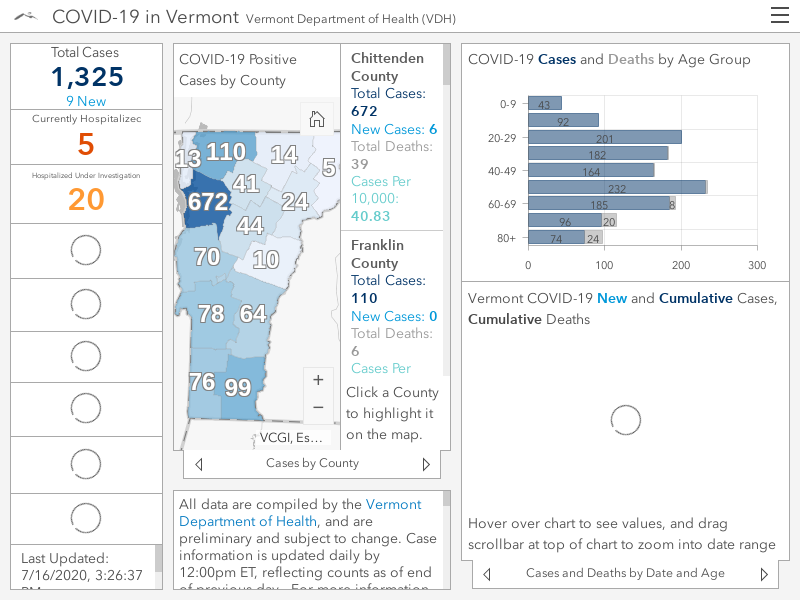 COVID-19 in Vermont Vermont Department of Health (VDH)
Total Cases
1,325
9 New
Currently Hospitalized
5
Hospitalized Under Investigation
20
Last Updated:
7/16/2020, 3:26:37
COVID-19 Positive
Cases by County
13
110
14
5
41
672
24
44
70
10
78
64
76
99
+
−
VCGI, Es...
Chittenden
County
Total Cases:
672
New Cases: 6
Total Deaths:
39
Cases Per
10,000:
40.83
Franklin
County
Total Cases:
110
New Cases: 0
Total Deaths:
6
Cases Per
Click a County
to highlight it
on the map.
Cases by County
All data are compiled by the Vermont
Department of Health, and are
preliminary and subject to change. Case
information is updated daily by
12:00pm ET, reflecting counts as of end
of previous day. For more information
COVID-19 Cases and Deaths by Age Group
0-9 43
92
20-29 201
182
40-49 164
232
60-69 185 8
96 20
80+ 74 24
0 100 200 300
Vermont COVID-19 New and Cumulative Cases,
Cumulative Deaths
Hover over chart to see values, and drag
scrollbar at top of chart to zoom into date range
Cases and Deaths by Date and Age